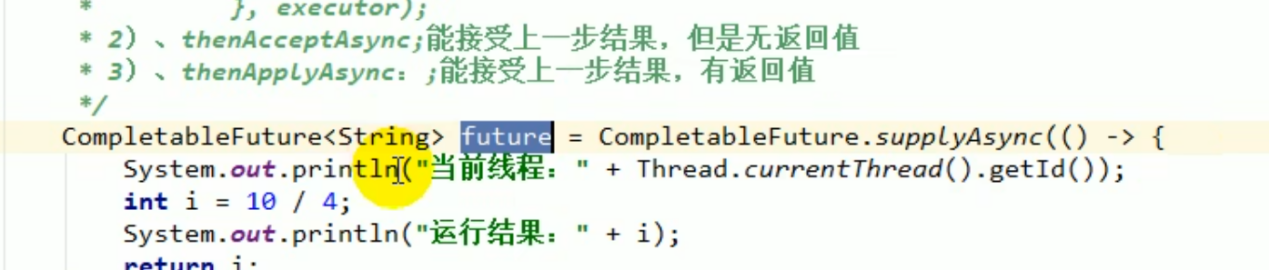 * }, executor);
* 2）、thenAcceptAsync;能接受上一步结果，但是无返回值
* 3）、thenApplyAsync：;能接受上一步结果，有返回值
*/
CompletableFuture<String> future = CompletableFuture.supplyAsync(() -> {
System.out.println("当前线程：" + Thread.currentThread().getId());
int i = 10 / 4;
System.out.println("运行结果：" + i);
return i;